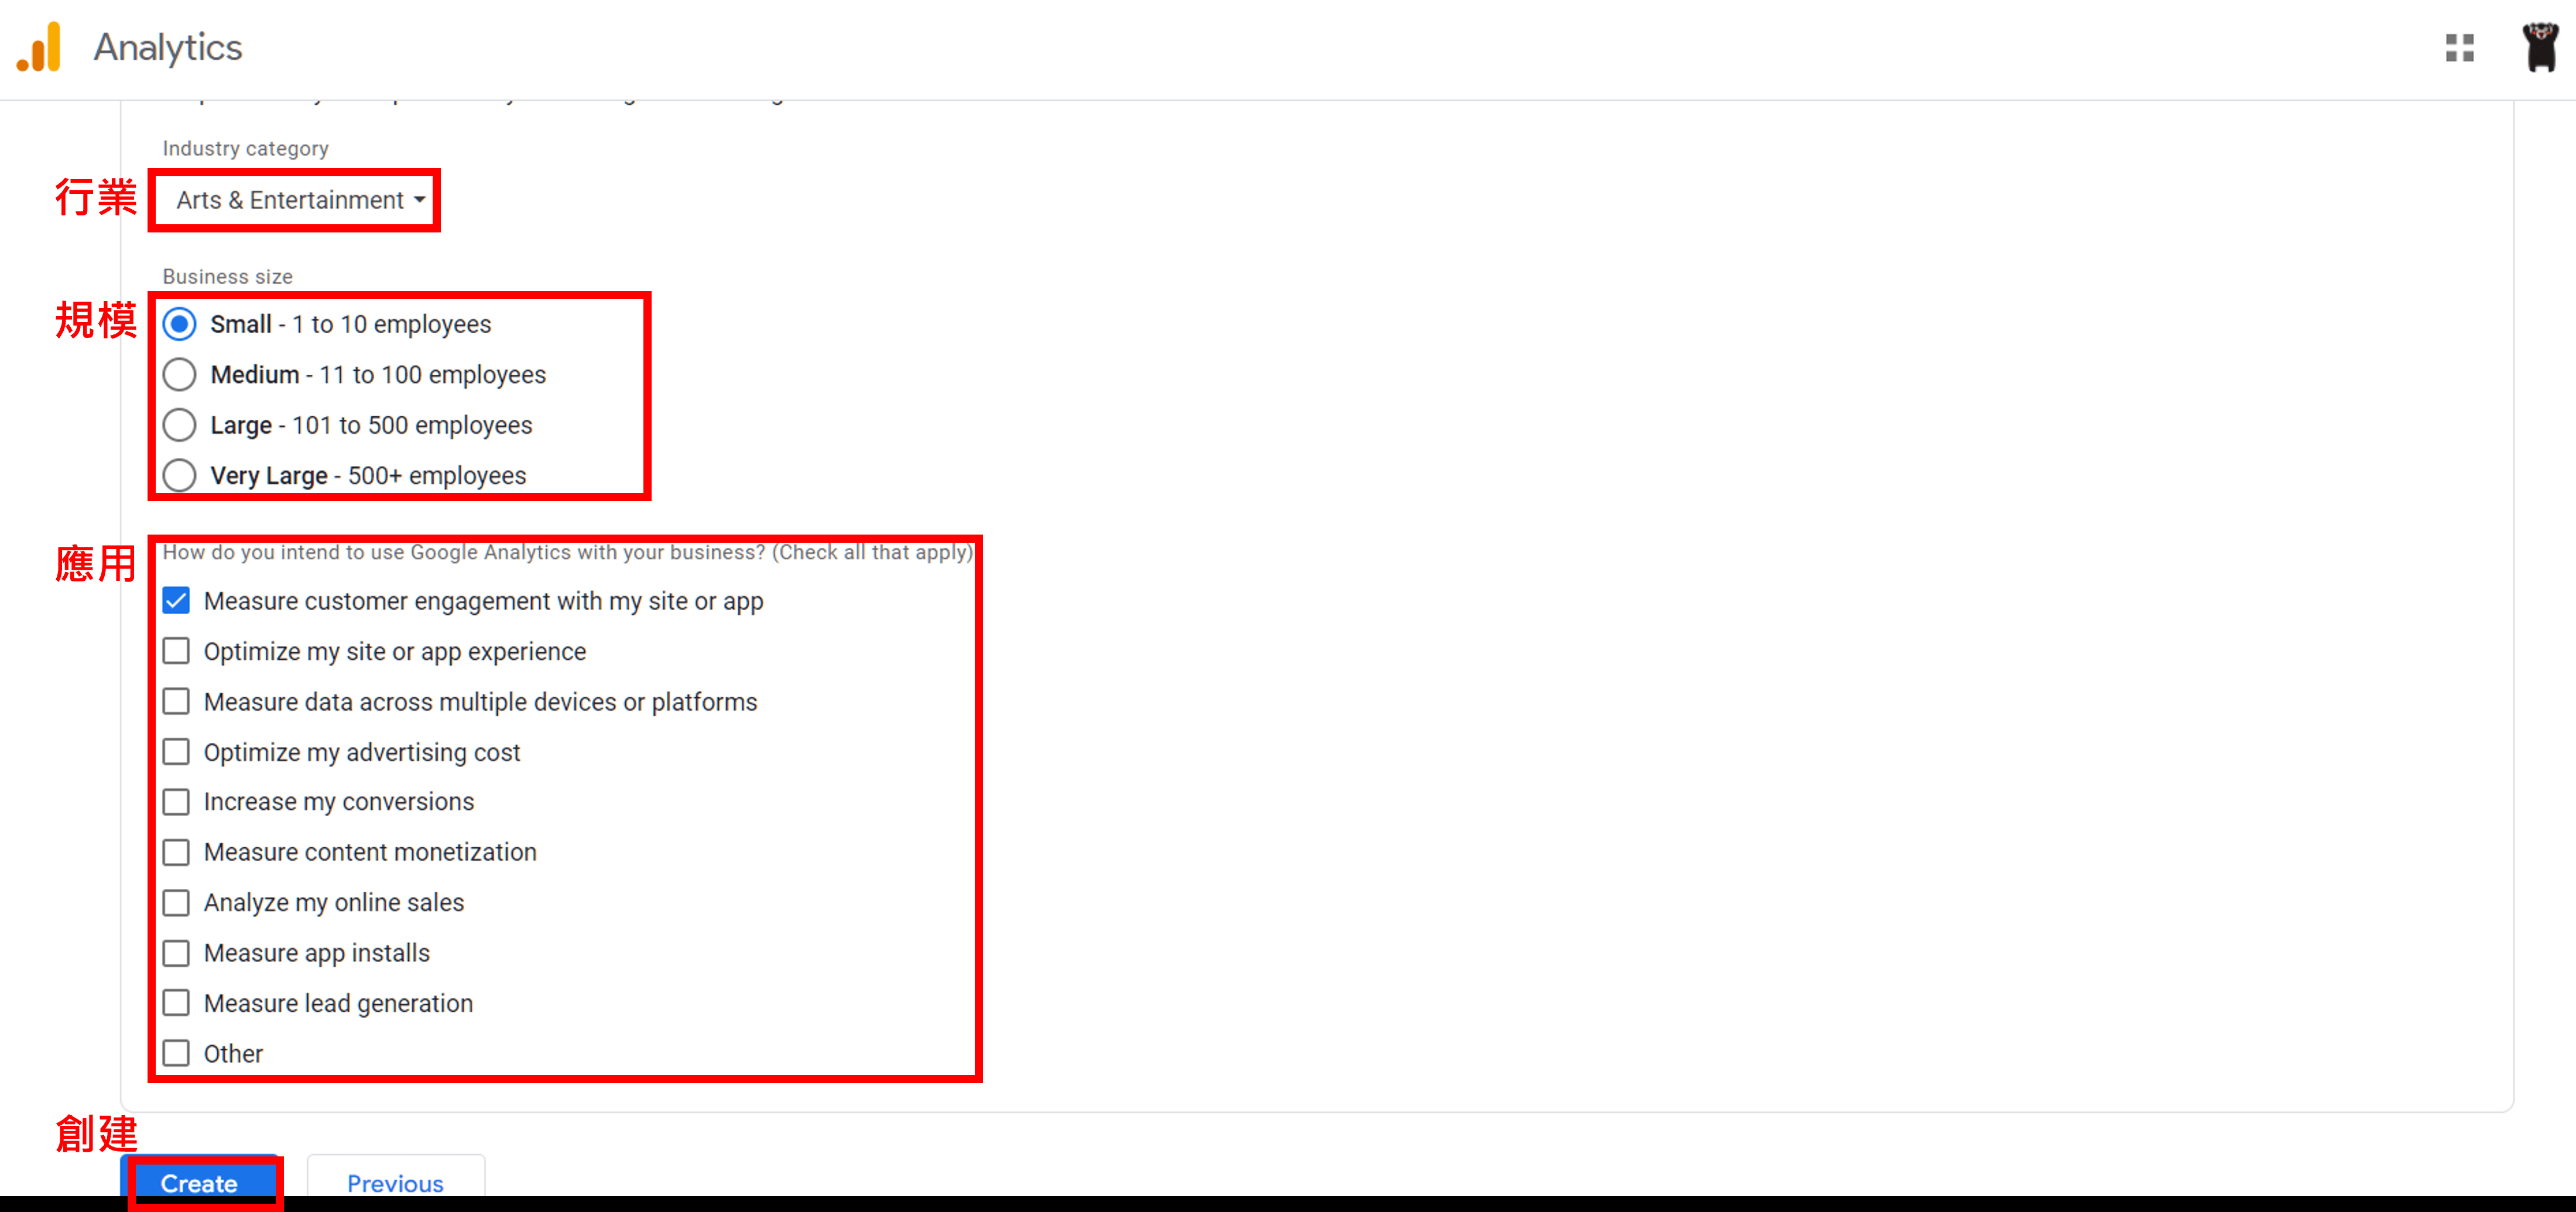 Analytics
Industry category
行業
Arts & Entertainment
Business size
規模
Small - 1 to 10 employees
Medium - 11 to 100 employees
Large - 101 to 500 employees
Very Large - 500+ employees
應用
How do you intend to use Google Analytics with your business? (Check all that apply)
Measure customer engagement with my site or app
Optimize my site or app experience
Measure data across multiple devices or platforms
Optimize my advertising cost
Increase my conversions
Measure content monetization
Analyze my online sales
Measure app installs
Measure lead generation
Other
創建
Create
Previous